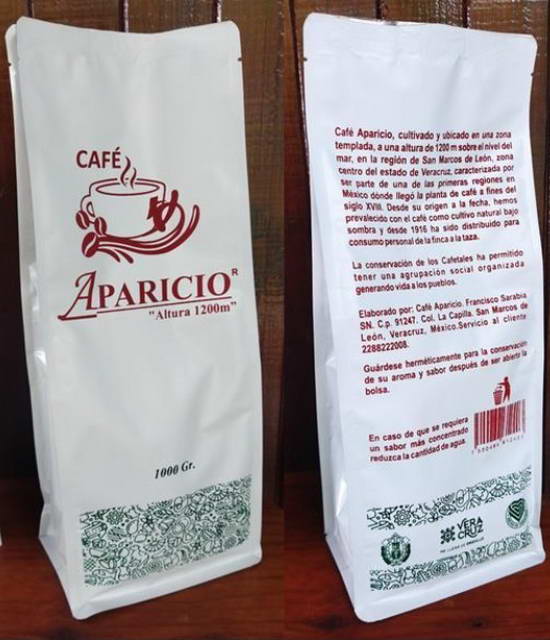 CAFÉ
APARICIO R
"Altura 1200m"
1000 Gr.
Café Aparicio, cultivado y ubicado en una zona
templada, a una altura de 1200 m sobre el nivel del
mar, en la región de San Marcos de León, zona
centro del estado de Veracruz, caracterizada por
ser parte de una de las primeras regiones en
México donde llegó la planta de café a fines del
siglo XVIII. Desde su origen a la fecha, hemos
prevalecido con el café como cultivo natural bajo
sombra y desde 1916 ha sido distribuido para
consumo personal de la finca a la taza.
La conservación de los Cafetales ha permitido
tener una agrupación social organizada
generando vida a los pueblos.
Elaborado por: Café Aparicio. Francisco Sarabia
SN. C.p. 91247. Col. La Capilla. San Marcos de
León, Veracruz, México.Servicio al cliente
2288222008.
Guárdese herméticamente para la conservación
de su aroma y sabor después de ser abierto la
bolsa.
En caso de que se requiera
un sabor más concentrado
reduzca la cantidad de agua.
VERA
CRUZ
ME LLENA DE ORGULLO